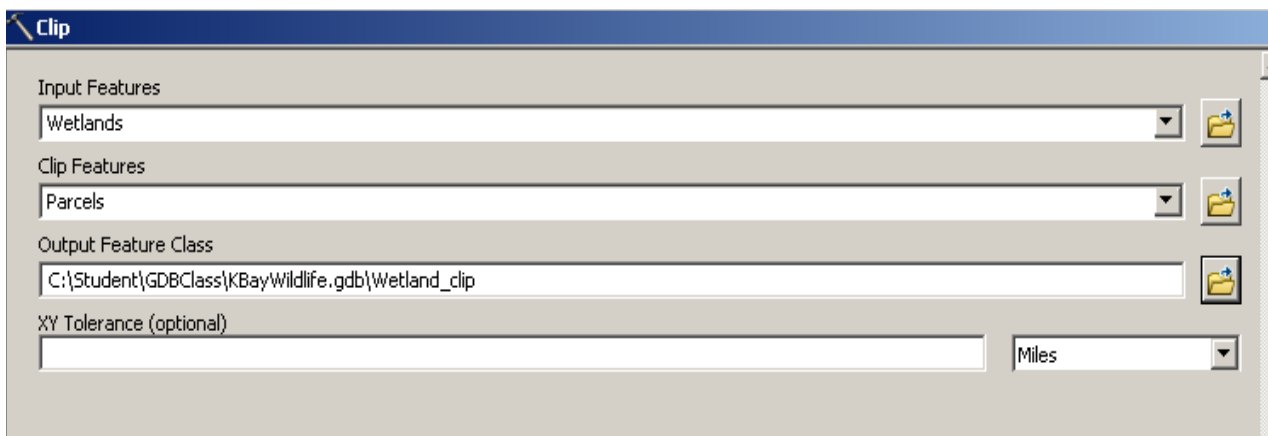 Clip
Input Features
Wetlands
Clip Features
Parcels
Output Feature Class
C:\Student\GDBClass\KBayWildlife.gdb\Wetland_clip
XY Tolerance (optional)
Miles